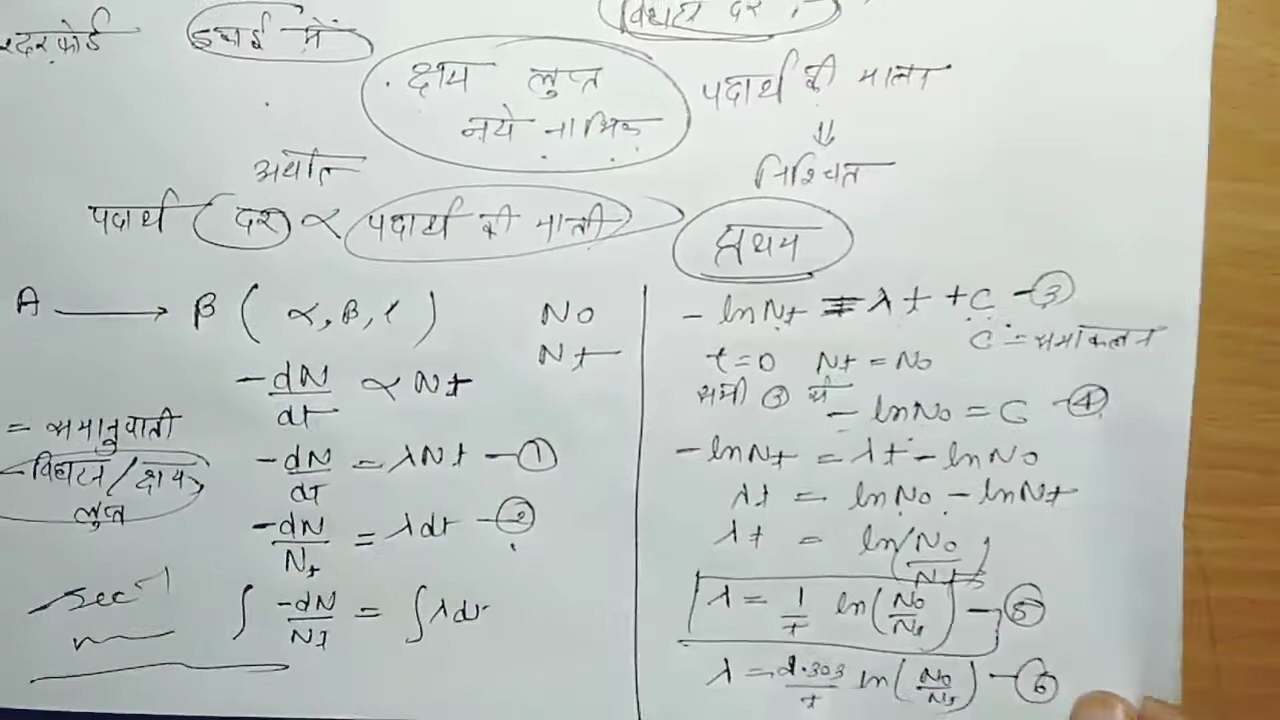 इकाई में
विघटन दर
क्षय लुप्त
नये नाभिक
पदार्थ की मात्रा
⇓
निश्चित
अर्थात
पदार्थ दर ∝ पदार्थ की मात्रा
प्रथम
A ⟶ B ( α, β, γ )
N₀
Nₜ
-dN/dt ∝ Nₜ
= समानुपाती
- विघटन / क्षय
लुप्त
-dN/dt = λNₜ - ①
-dN/Nₜ = λdt - ②
sec⁻¹
∫ -dN/Nₜ = ∫ λdt
- lnNₜ = λt + C - ③
C = समाकलन
t=0 Nₜ = N₀
समी ③ से
- lnN₀ = C - ④
- lnNₜ = λt - lnN₀
λt = lnN₀ - lnNₜ
λt = ln(N₀/Nₜ)
λ = 1/t ln(N₀/Nₜ) - ⑤
λ = 2.303/t ln(N₀/Nₜ) - ⑥